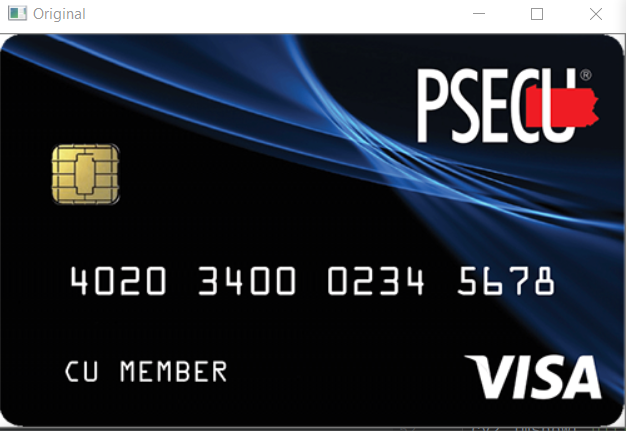 Original
PSECU®
4020 3400 0234 5678
CU MEMBER
VISA